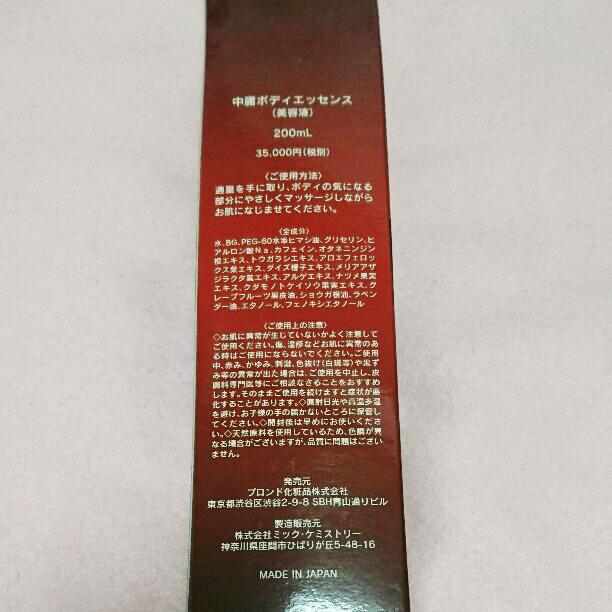 中庸ボディエッセンス
(美容液)
200mL
35,000円(税別)
〈ご使用方法〉
適量を手に取り、ボディの気になる
部分にやさしくマッサージしながら
お肌になじませてください。
〈全成分〉
水、BG、PEG-60水添ヒマシ油、グリセリン、ヒ
アルロン酸Na、カフェイン、オタネニンジン
根エキス、トウガラシエキス、アロエフェロッ
クス葉エキス、ダイズ種子エキス、メリアアザ
ジラクタ葉エキス、アルゲエキス、ナツメ果実
エキス、クダモノトケイソウ果実エキス、グ
レープフルーツ果皮油、ショウガ根油、ラベン
ダー油、エタノール、フェノキシエタノール
〈ご使用上の注意〉
◇お肌に異常が生じていないかよく注意して
ご使用ください。傷、湿疹などお肌に異常のあ
る時はご使用にならないでください。ご使用
中、赤み、かゆみ、刺激、色抜け(白斑等)や黒ず
み等の異常が出た場合は、ご使用を中止し、皮
膚科専門医等にご相談なさることをおすすめ
します。そのままご使用を続けますと症状が悪
化することがあります。◇直射日光や高温多湿
を避け、お子様の手の届かないところに保管し
てください。◇開封後は早めにお使いください。
◇天然原料を使用しているため、色調が異
なる場合がございますが、品質に問題はござい
ません。
発売元
ブロンド化粧品株式会社
東京都渋谷区渋谷2-9-8 SBH青山通りビル
製造販売元
株式会社ミック・ケミストリー
神奈川県座間市ひばりが丘5-48-16
MADE IN JAPAN